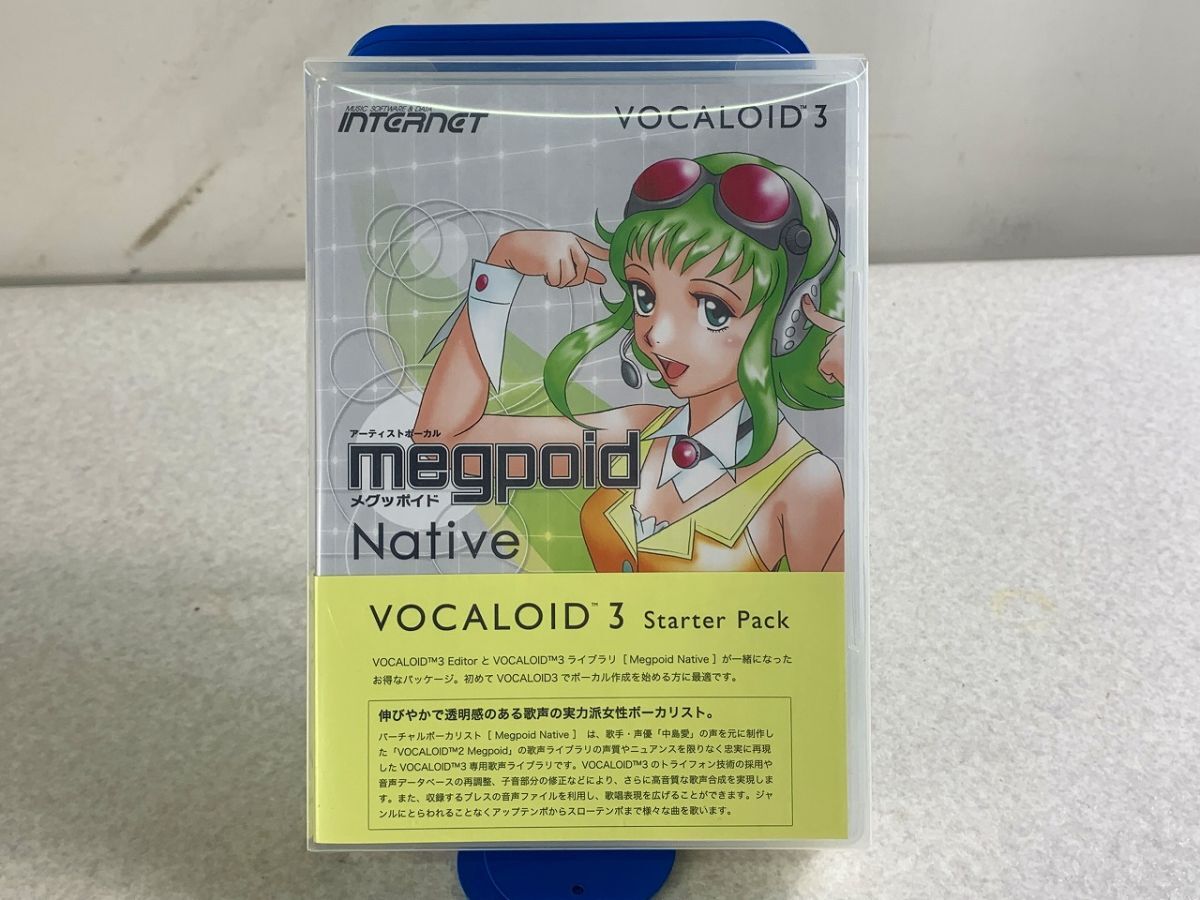 MUSIC SOFTWARE & DATA
INTERNET
VOCALOID™ 3
アーティストボーカル
megpoid
メグッポイド
Native
VOCALOID™ 3 Starter Pack
VOCALOID™3 Editor と VOCALOID™3 ライブラリ [ Megpoid Native ] が一緒になった
お得なパッケージ。初めて VOCALOID3 でボーカル作成を始める方に最適です。
伸びやかで透明感のある歌声の実力派女性ボーカリスト。
バーチャルボーカリスト [ Megpoid Native ] は、歌手・声優「中島愛」の声を元に制作し
た「VOCALOID™2 Megpoid」の歌声ライブラリの声質やニュアンスを限りなく忠実に再現
した VOCALOID™3 専用歌声ライブラリです。VOCALOID™3 のトライフォン技術の採用や
音声データベースの再調整、子音部分の修正などにより、さらに高音質な歌声合成を実現しま
す。また、収録するブレスの音声ファイルを利用し、歌唱表現を広げることができます。ジャ
ンルにとらわれることなくアップテンポからスローテンポまで様々な曲を歌います。